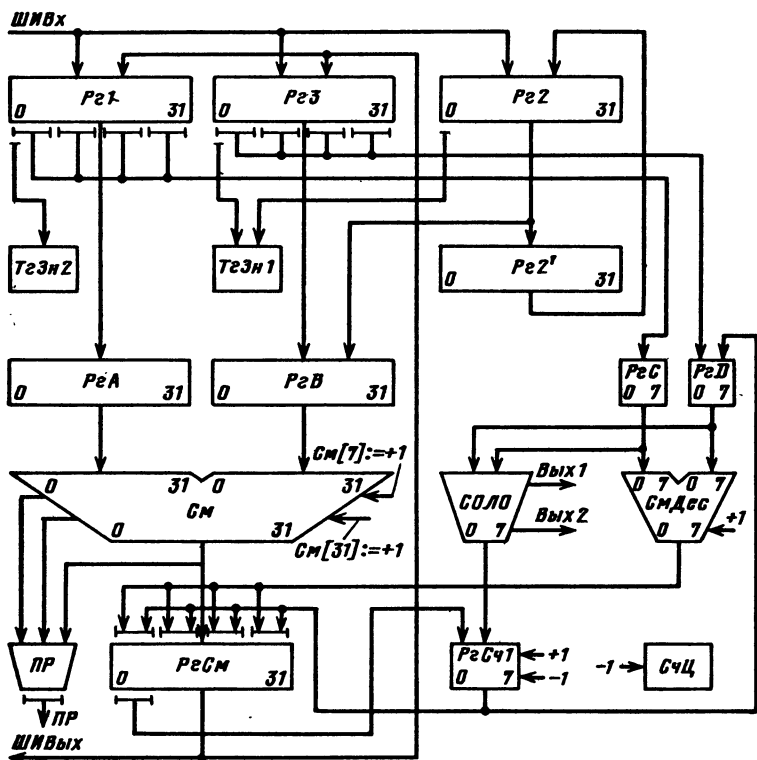 ШИВх
Рг1
0 31
Рг3
0 31
Рг2
0 31
ТгЗн2
ТгЗн1
Рг2'
0 31
РгА
0 31
РгВ
0 31
РгС
0 7
РгD
0 7
См[7]:=+1
0 31 0 31
См
0 31
См[31]:=+1
СОЛО
0 7
Вых1
Вых2
0 7 0 7
СмДес
0 7
+1
ПР
ПР
РгСм
0 31
РгСч1
0 7
+1
-1
-1
СчЦ
ШИВых